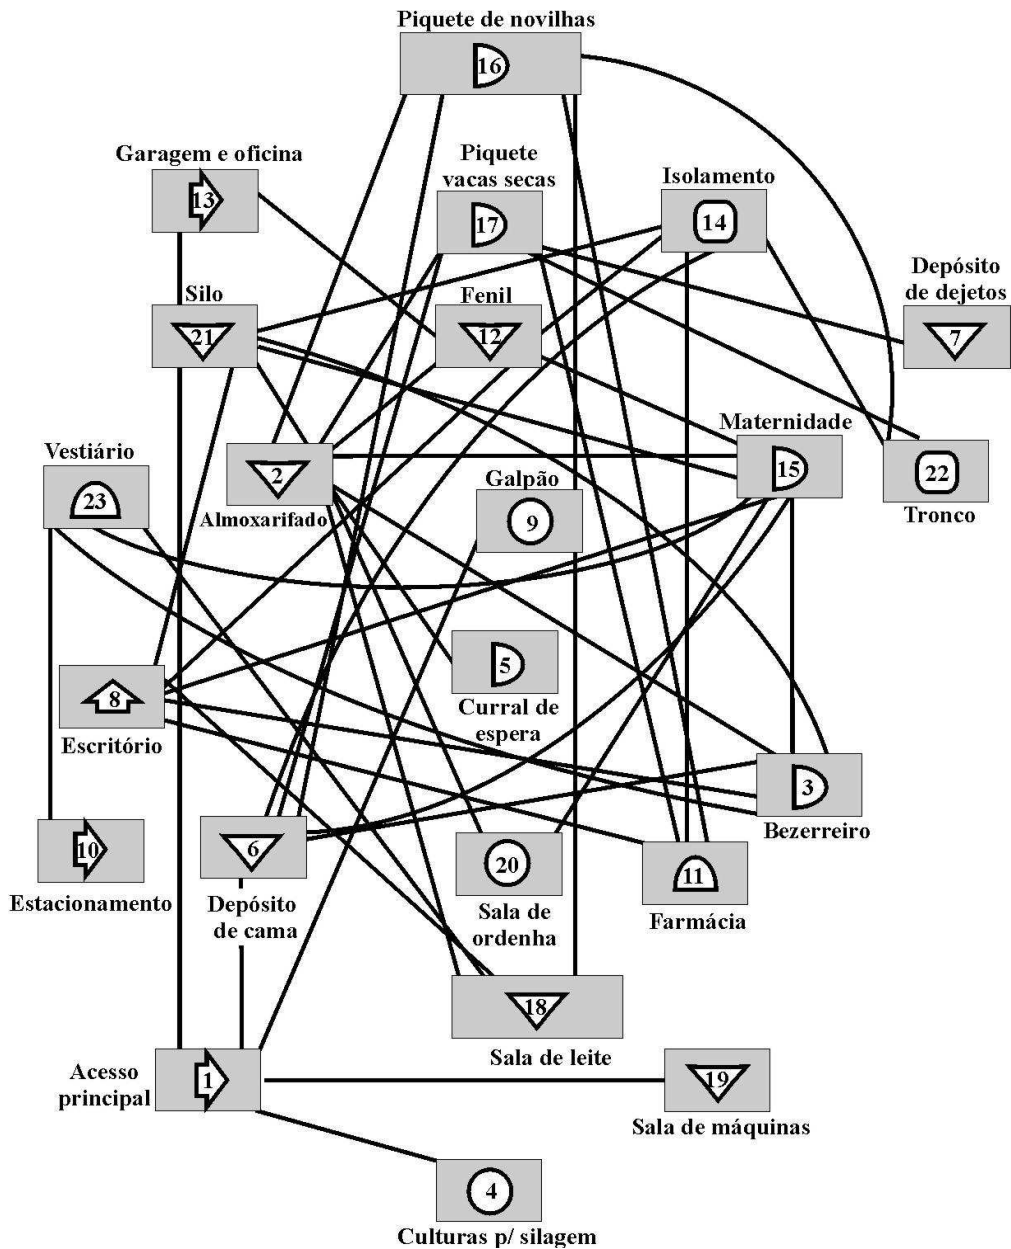 Piquete de novilhas
16
Garagem e oficina
13
Piquete
vacas secas
17
Isolamento
14
Depósito
de dejetos
7
Silo
21
Fenil
12
Maternidade
15
22
Tronco
Vestiário
23
2
Almoxarifado
Galpão
9
5
Curral de
espera
8
Escritório
3
Bezerreiro
10
Estacionamento
6
Depósito
de cama
20
Sala de
ordenha
11
Farmácia
18
Sala de leite
Acesso
principal
1
19
Sala de máquinas
4
Culturas p/ silagem